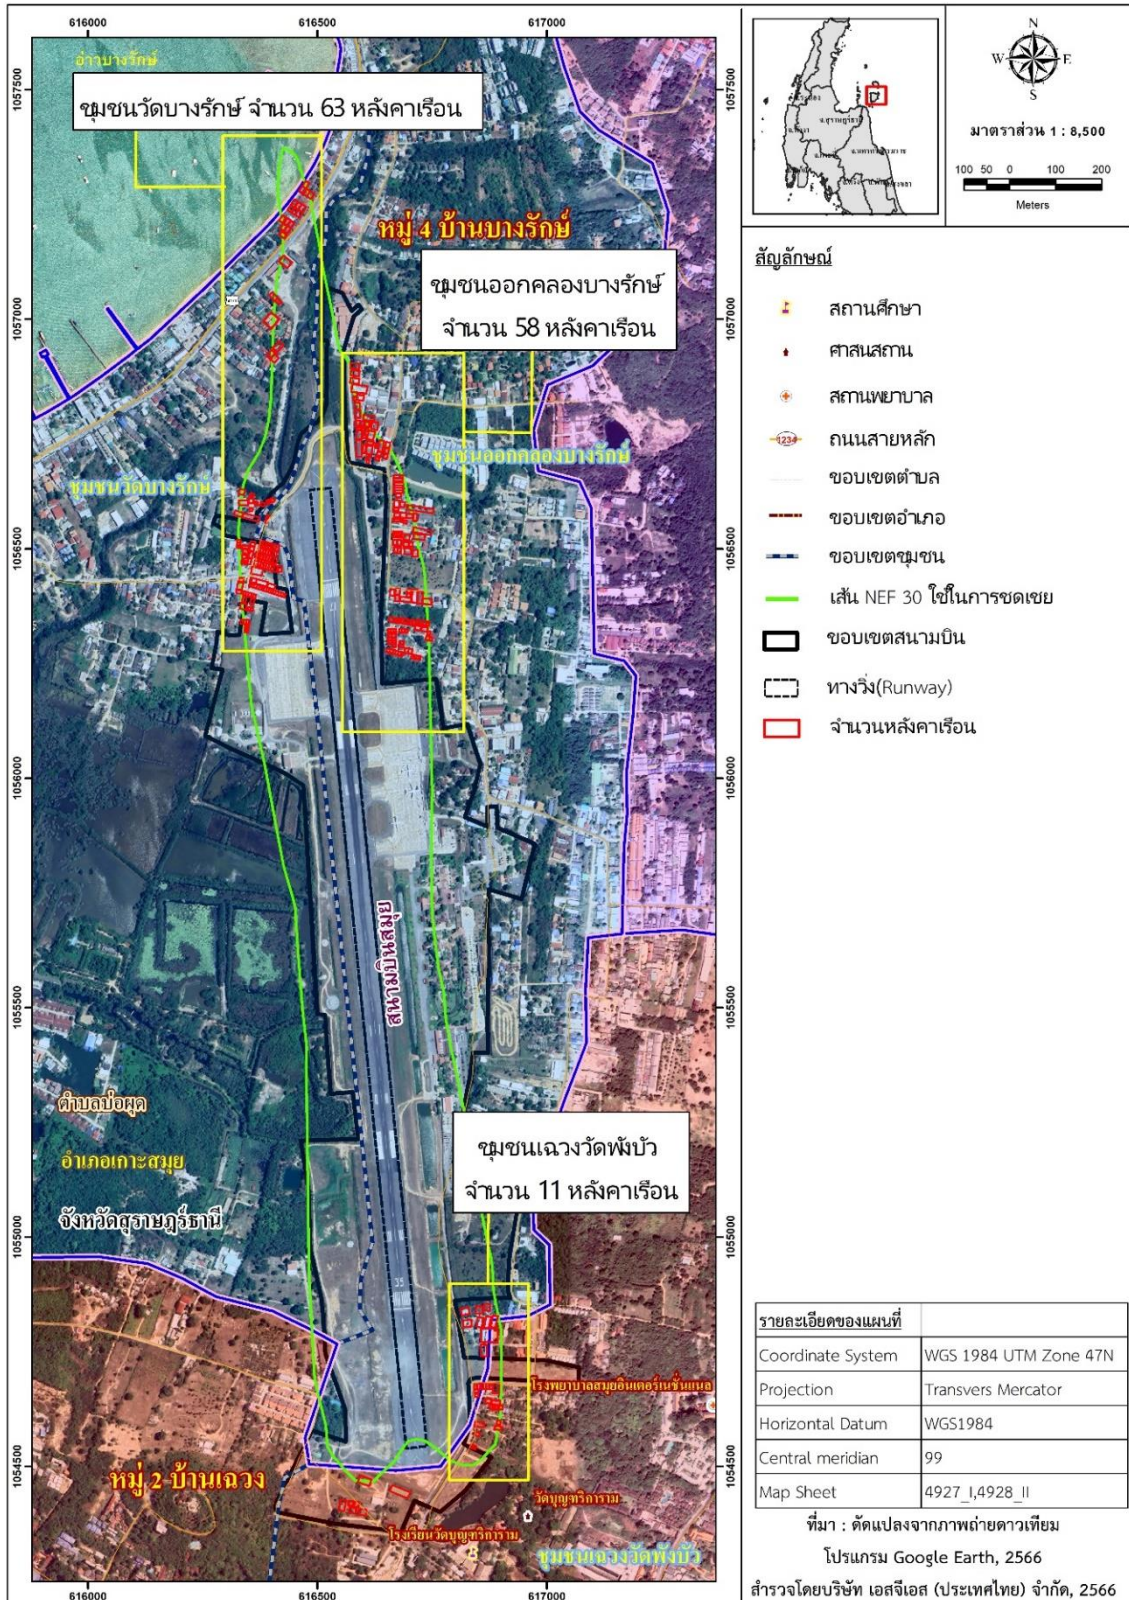 616000 616500 617000
1057500
1057000
1056500
1056000
1055500
1055000
1054500
อ่าวบางรักษ์
ชุมชนวัดบางรักษ์ จำนวน 63 หลังคาเรือน
หมู่ 4 บ้านบางรักษ์
ชุมชนออกคลองบางรักษ์
จำนวน 58 หลังคาเรือน
ชุมชนออกคลองบางรักษ์
ชุมชนวัดบางรักษ์
17
สนามบินสมุย
ตำบลบ่อผุด
อำเภอเกาะสมุย
จังหวัดสุราษฎร์ธานี
ชุมชนเฉวงวัดพังบัว
จำนวน 11 หลังคาเรือน
35
โรงพยาบาลสมุยอินเตอร์เนชั่นแนล
หมู่ 2 บ้านเฉวง
วัดบุญฑริการาม
โรงเรียนวัดบุญฑริการาม
ชุมชนเฉวงวัดพังบัว
616000 616500 617000
1057500
1057000
1056500
1056000
1055500
1055000
1054500
จ.สุราษฎร์ธานี
N
W E
S
มาตราส่วน 1 : 8,500
100 50 0 100 200
Meters
สัญลักษณ์
สถานศึกษา
ศาสนสถาน
สถานพยาบาล
1234 ถนนสายหลัก
ขอบเขตตำบล
ขอบเขตอำเภอ
ขอบเขตชุมชน
เส้น NEF 30 ใช้ในการชดเชย
ขอบเขตสนามบิน
ทางวิ่ง(Runway)
จำนวนหลังคาเรือน
รายละเอียดของแผนที่
Coordinate System WGS 1984 UTM Zone 47N
Projection Transvers Mercator
Horizontal Datum WGS1984
Central meridian 99
Map Sheet 4927_I,4928_II
ที่มา : ดัดแปลงจากภาพถ่ายดาวเทียม
โปรแกรม Google Earth, 2566
สำรวจโดยบริษัท เอสจีเอส (ประเทศไทย) จำกัด, 2566